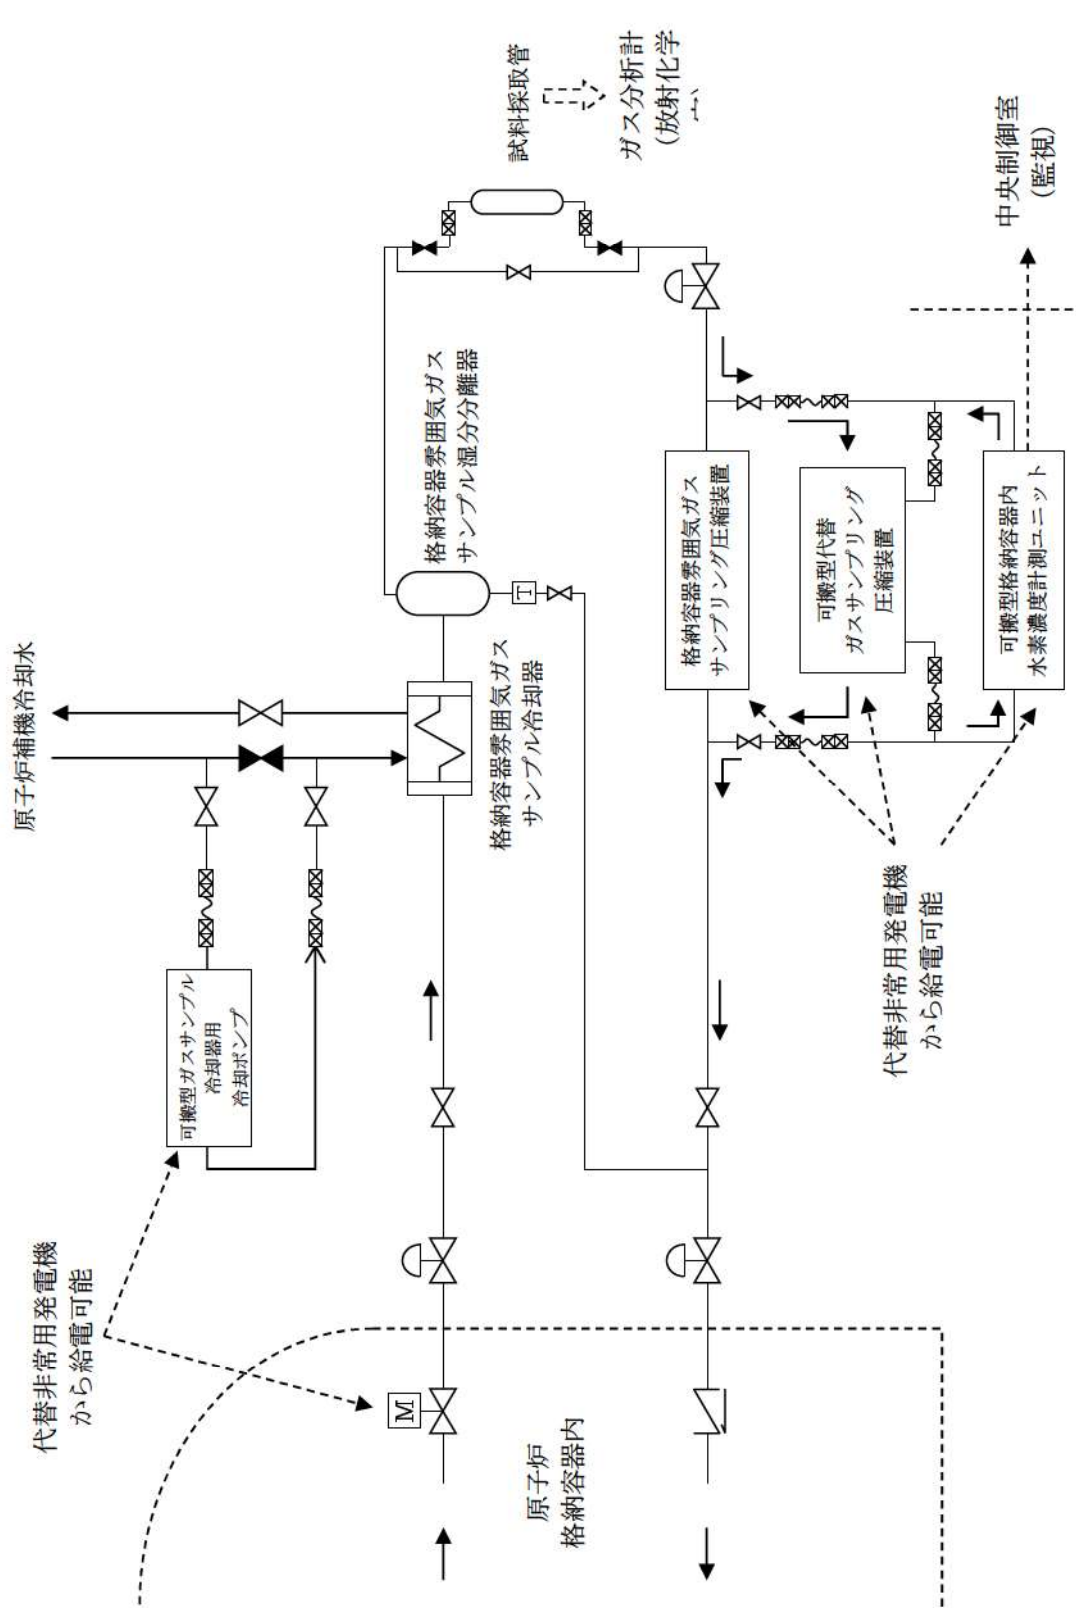 原子炉補機冷却水
可搬型ガスサンプル
冷却器用
冷却ポンプ
代替非常用発電機
から給電可能
M
原子炉
格納容器内
格納容器雰囲気ガス
サンプル冷却器
格納容器雰囲気ガス
サンプル湿分分離器
T
試料採取管
ガス分析計
(放射化学
格納容器雰囲気ガス
サンプリング圧縮装置
可搬型代替
ガスサンプリング
圧縮装置
可搬型格納容器内
水素濃度計測ユニット
代替非常用発電機
から給電可能
中央制御室
(監視)